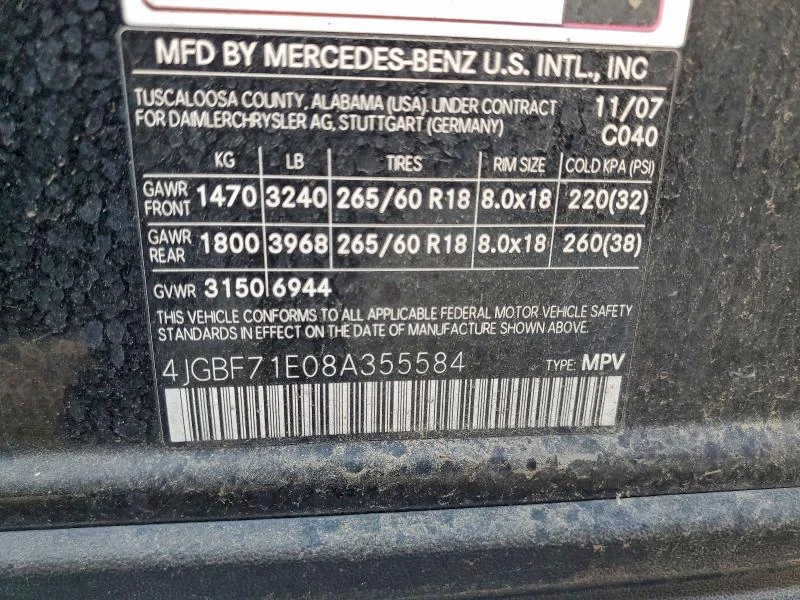 MFD BY MERCEDES-BENZ U.S. INTL., INC
TUSCALOOSA COUNTY, ALABAMA (USA), UNDER CONTRACT 11/07
FOR DAIMLERCHRYSLER AG, STUTTGART (GERMANY) C040
KG LB TIRES RIM SIZE COLD KPA (PSI)
GAWR FRONT 1470 3240 265/60 R18 8.0x18 220(32)
GAWR REAR 1800 3968 265/60 R18 8.0x18 260(38)
GVWR 3150 6944
THIS VEHICLE CONFORMS TO ALL APPLICABLE FEDERAL MOTOR VEHICLE SAFETY
STANDARDS IN EFFECT ON THE DATE OF MANUFACTURE SHOWN ABOVE.
4JGBF71E08A355584 TYPE: MPV